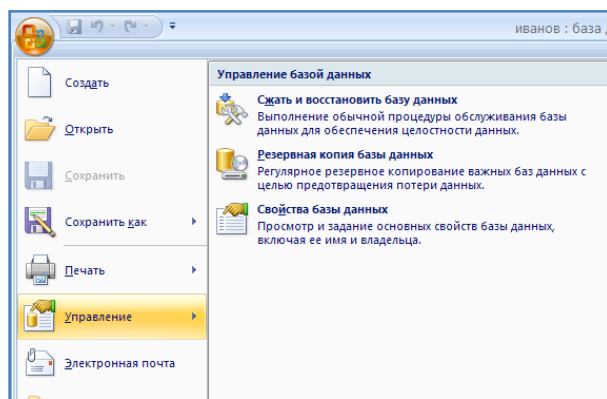 иванов : база
Создать
Открыть
Сохранить
Сохранить как
Печать
Управление
Электронная почта
Управление базой данных
Сжать и восстановить базу данных
Выполнение обычной процедуры обслуживания базы
данных для обеспечения целостности данных.
Резервная копия базы данных
Регулярное резервное копирование важных баз данных с
целью предотвращения потери данных.
Свойства базы данных
Просмотр и задание основных свойств базы данных,
включая ее имя и владельца.